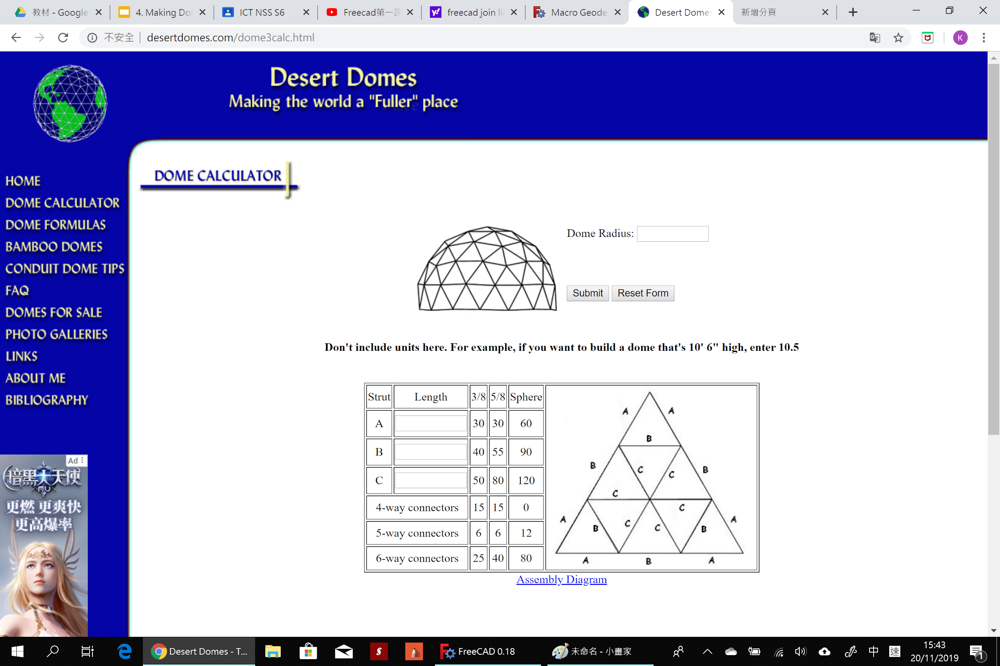 教材 - Google
4. Making Do
ICT NSS S6
Freecad第一課
freecad join li
Macro Geode
Desert Domes
新增分頁
不安全
desertdomes.com/dome3calc.html
K
Desert Domes
Making the world a "Fuller" place
HOME
DOME CALCULATOR
DOME FORMULAS
BAMBOO DOMES
CONDUIT DOME TIPS
FAQ
DOMES FOR SALE
PHOTO GALLERIES
LINKS
ABOUT ME
BIBLIOGRAPHY
Ad
暗黑大天使
MU
更燃 更爽快
更高爆率
DOME CALCULATOR
Dome Radius:
Submit Reset Form
Don't include units here. For example, if you want to build a dome that's 10' 6" high, enter 10.5
Strut Length 3/8 5/8 Sphere
A 30 30 60
B 40 55 90
C 50 80 120
4-way connectors 15 15 0
5-way connectors 6 6 12
6-way connectors 25 40 80
A A
B
B C C B
C C
A B C C B A
A B A
Assembly Diagram
Desert Domes - T...
FreeCAD 0.18
未命名 - 小畫家
中 速
15:43
20/11/2019
1